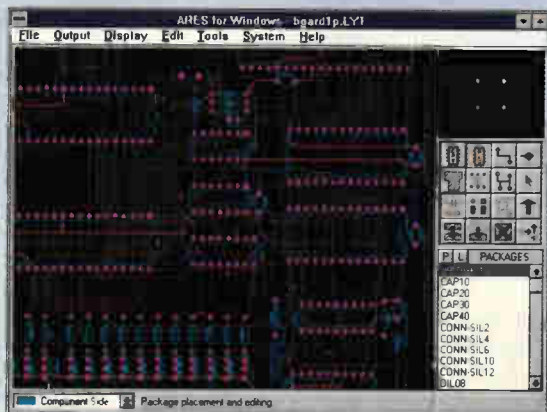 ARES for Windows - bgard1p.LYT
File Output Display Edit Tools System Help
P L PACKAGES
CAP10
CAP20
CAP30
CAP40
CONN-SIL2
CONN-SIL4
CONN-SIL6
CONN-SIL10
CONN-SIL12
DIL08
Component Side Package placement and editing